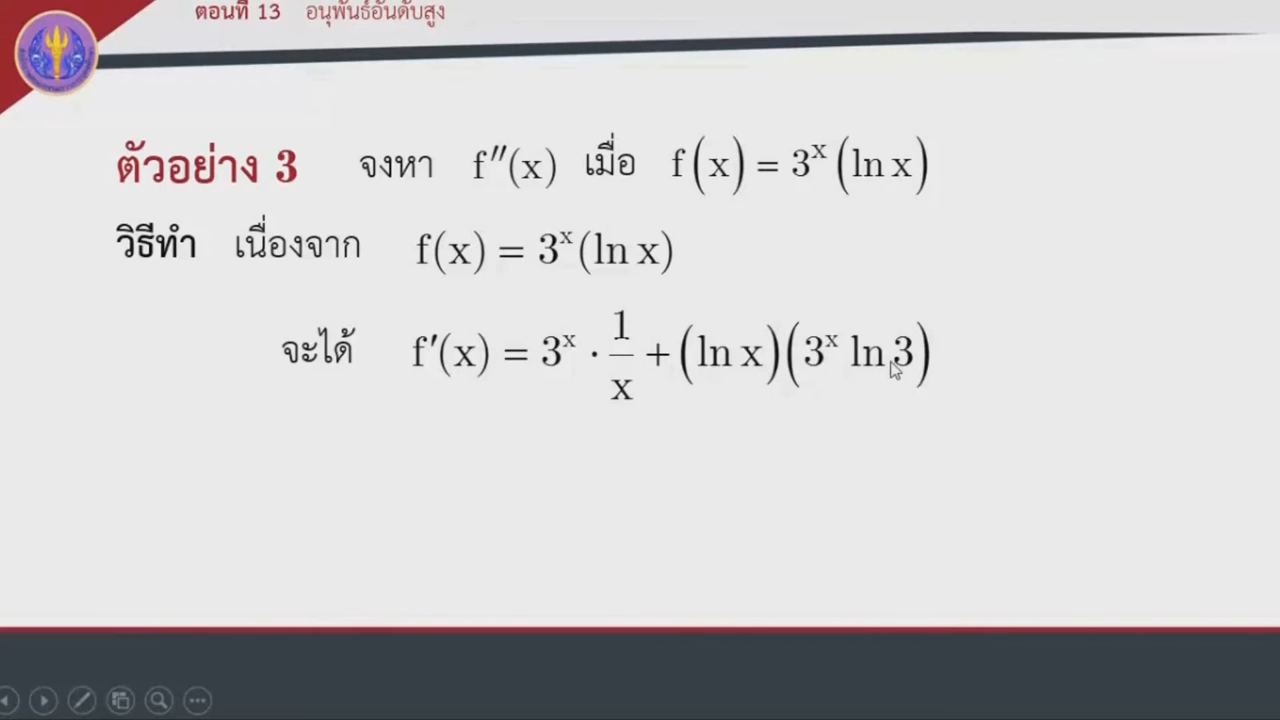 ตอนที่ 13 อนุพันธ์อันดับสูง
ตัวอย่าง 3 จงหา f″(x) เมื่อ f(x) = 3ˣ(ln x)
วิธีทำ เนื่องจาก f(x) = 3ˣ(ln x)
จะได้ f′(x) = 3ˣ · 1/x + (ln x)(3ˣ ln 3)